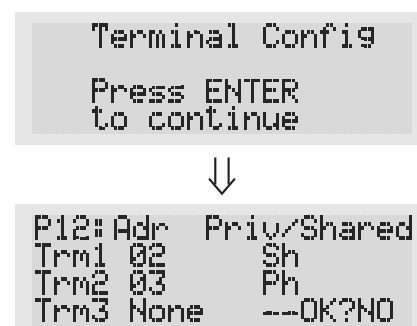 Terminal Config
Press ENTER
to continue
P12:Adr Priv/Shared
Trm1 02 Sh
Trm2 03 Ph
Trm3 None --OK?NO